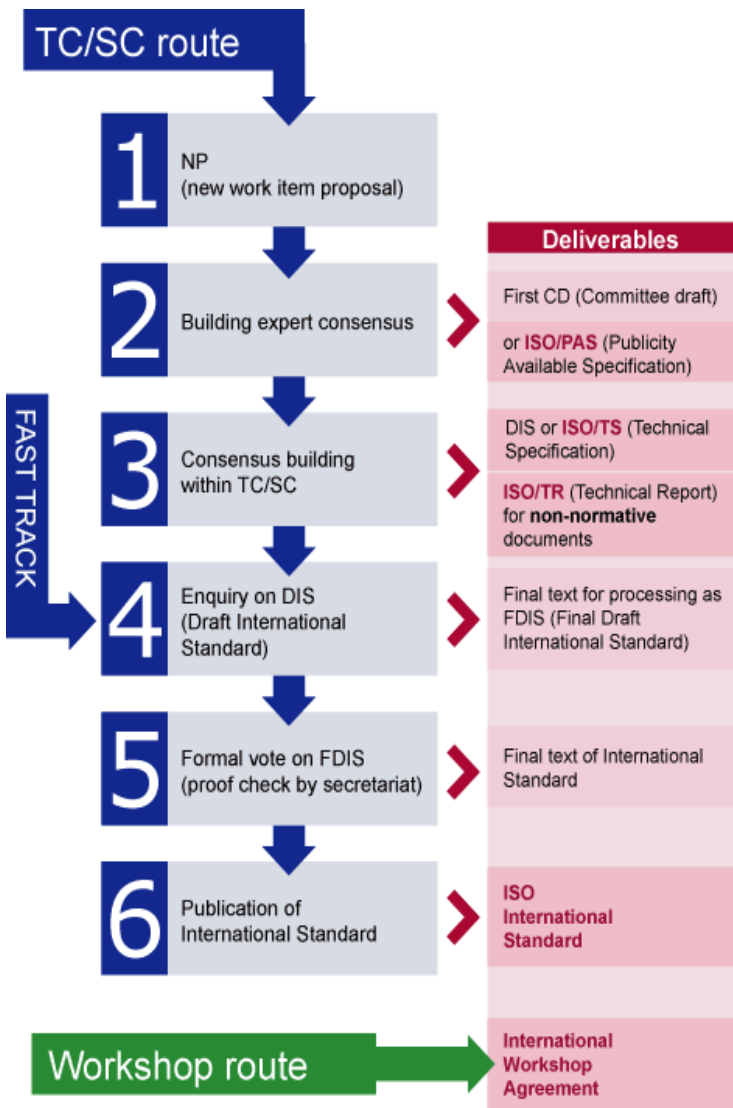 TC/SC route
1
NP
(new work item proposal)
Deliverables
2
Building expert consensus
First CD (Committee draft)
or ISO/PAS (Publicity
Available Specification)
FAST TRACK
3
Consensus building
within TC/SC
DIS or ISO/TS (Technical
Specification)
ISO/TR (Technical Report)
for non-normative
documents
4
Enquiry on DIS
(Draft International
Standard)
Final text for processing as
FDIS (Final Draft
International Standard)
5
Formal vote on FDIS
(proof check by secretariat)
Final text of International
Standard
6
Publication of
International Standard
ISO
International
Standard
Workshop route
International
Workshop
Agreement